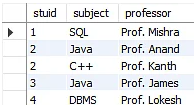 stuid subject professor
1 SQL Prof. Mishra
2 Java Prof. Anand
2 C++ Prof. Kanth
3 Java Prof. James
4 DBMS Prof. Lokesh